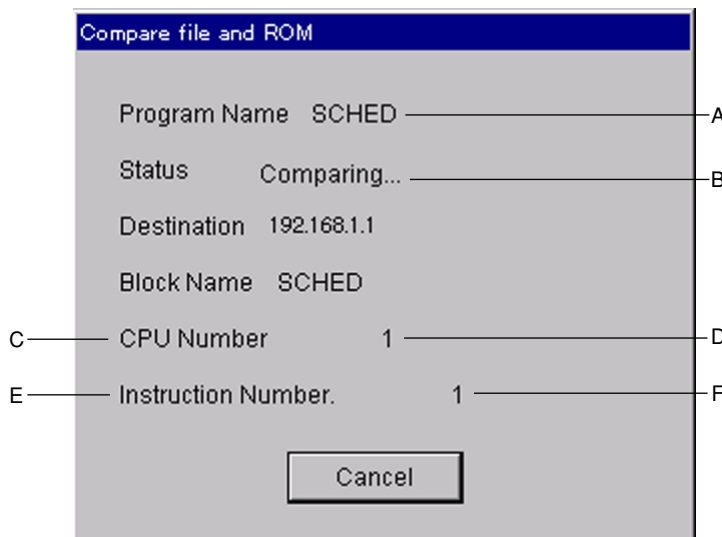 Compare file and ROM
Program Name SCHED A
Status Comparing... B
Destination 192.168.1.1
Block Name SCHED
C CPU Number 1 D
E Instruction Number. 1 F
Cancel